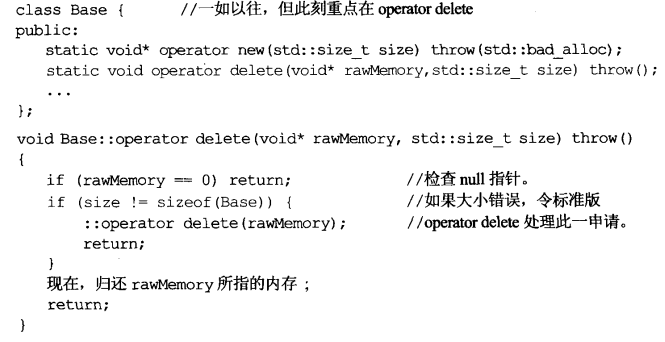 class Base {        //一如以往，但此刻重点在 operator delete
public:
    static void* operator new(std::size_t size) throw(std::bad_alloc);
    static void operator delete(void* rawMemory,std::size_t size) throw();
    ...
};
void Base::operator delete(void* rawMemory, std::size_t size) throw()
{
    if (rawMemory == 0) return;             //检查 null 指针。
    if (size != sizeof(Base)) {             //如果大小错误，令标准版
        ::operator delete(rawMemory);       //operator delete 处理此一申请。
        return;
    }
    现在，归还 rawMemory 所指的内存；
    return;
}